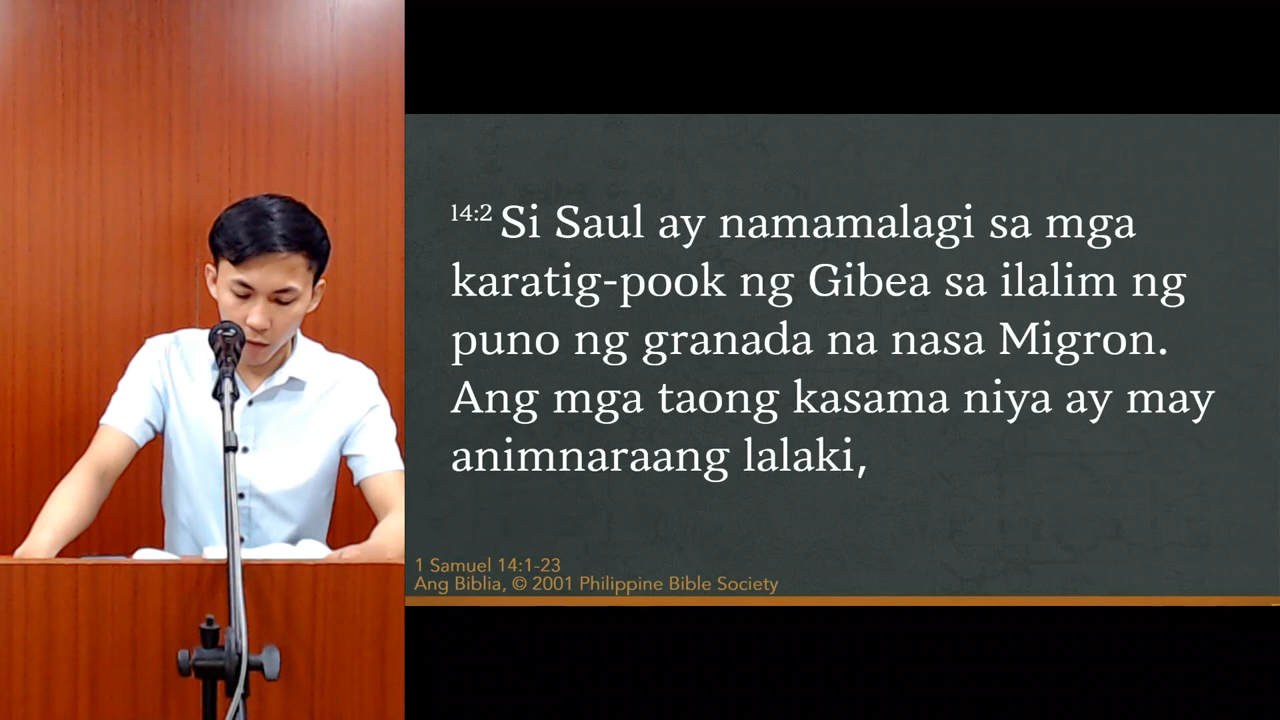 14:2 Si Saul ay namamalagi sa mga
karatig-pook ng Gibea sa ilalim ng
puno ng granada na nasa Migron.
Ang mga taong kasama niya ay may
animnaraang lalaki,
1 Samuel 14:1-23
Ang Biblia, © 2001 Philippine Bible Society